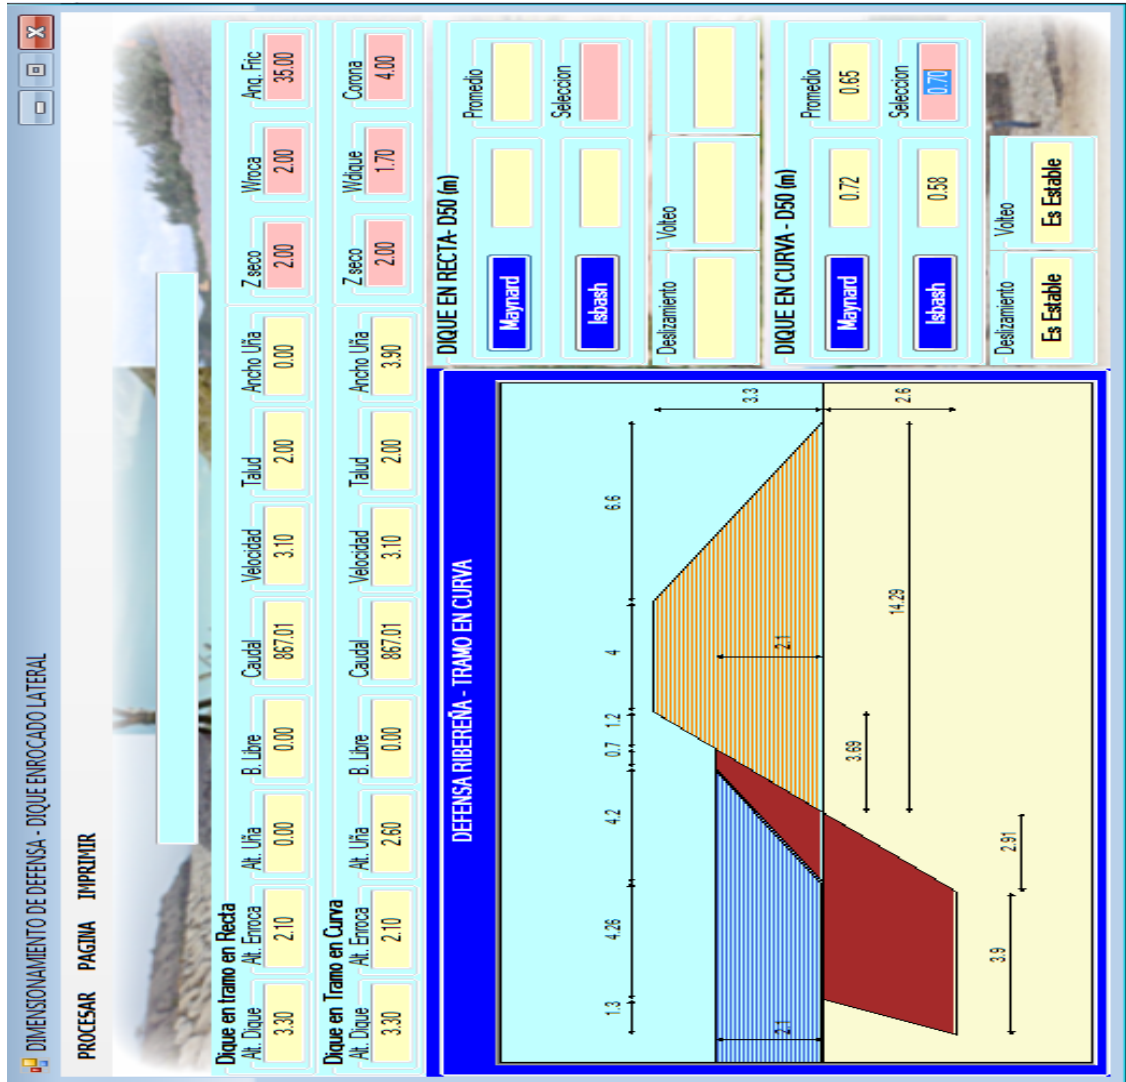 DIMENSIONAMIENTO DE DEFENSA - DIQUE ENROCADO LATERAL
PROCESAR PAGINA IMPRIMIR
Dique en tramo en Recta
Alt. Dique Alt. Enroca Alt. Uña B. Libre Caudal Velocidad Talud Ancho Uña Z seco Wroca Ang. Fric
3.30 2.10 0.00 0.00 867.01 3.10 2.00 0.00 2.00 2.00 35.00
Dique en Tramo en Curva
Alt. Dique Alt. Enroca Alt. Uña B. Libre Caudal Velocidad Talud Ancho Uña Z seco Wdique Corona
3.30 2.10 2.60 0.00 867.01 3.10 2.00 3.90 2.00 1.70 4.00
DEFENSA RIBEREÑA - TRAMO EN CURVA
1.3 4.26 4.2 0.7 1.2 4 6.6
3.3
2.1 2.1
3.69
14.29
2.6
3.9 2.91
DIQUE EN RECTA- D50 (m)
Promedio
Maynard
Seleccion
Isbash
Deslizamiento Volteo
DIQUE EN CURVA - D50 (m)
Promedio
Maynard 0.72 0.65
Seleccion
Isbash 0.58 0.70
Deslizamiento Volteo
Es Estable Es Estable